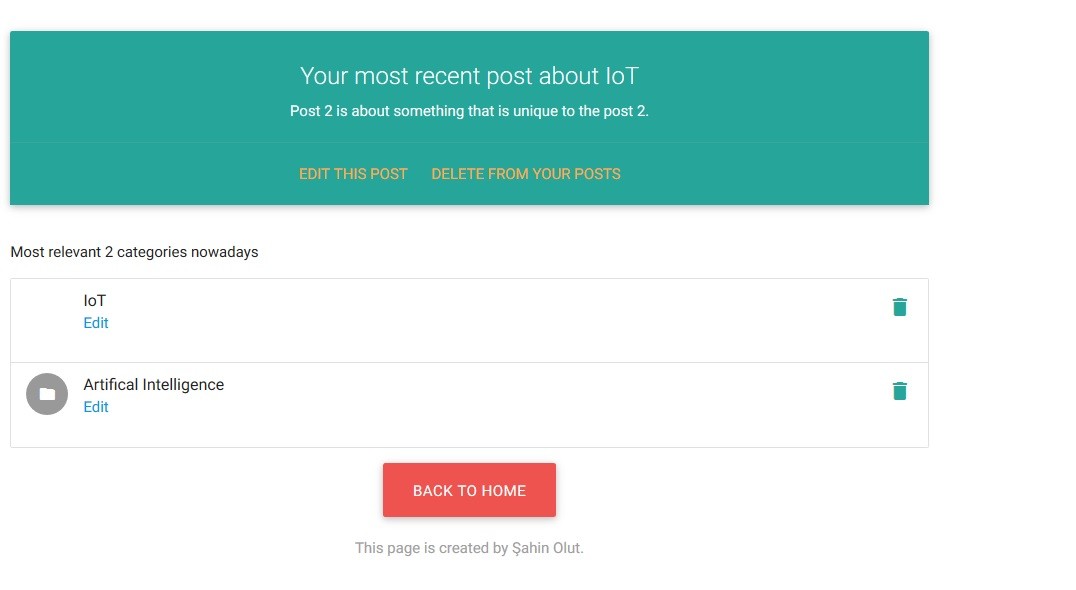 Your most recent post about IoT
Post 2 is about something that is unique to the post 2.
EDIT THIS POST DELETE FROM YOUR POSTS
Most relevant 2 categories nowadays
IoT
Edit
Artifical Intelligence
Edit
BACK TO HOME
This page is created by Şahin Olut.